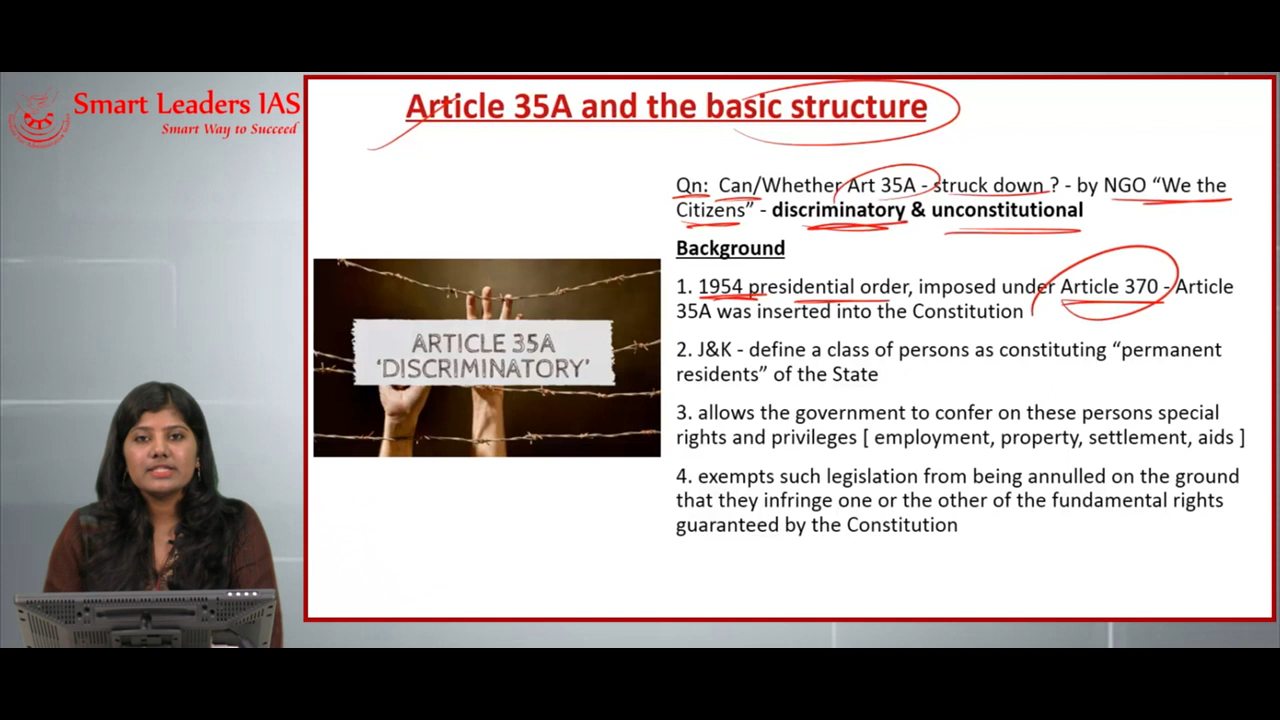 Smart Leaders IAS
Smart Way to Succeed
Article 35A and the basic structure
Qn: Can/Whether Art 35A - struck down ? - by NGO “We the
Citizens” - discriminatory & unconstitutional
Background
1. 1954 presidential order, imposed under Article 370 - Article
35A was inserted into the Constitution
2. J&K - define a class of persons as constituting “permanent
residents” of the State
3. allows the government to confer on these persons special
rights and privileges [ employment, property, settlement, aids ]
4. exempts such legislation from being annulled on the ground
that they infringe one or the other of the fundamental rights
guaranteed by the Constitution
ARTICLE 35A
‘DISCRIMINATORY’